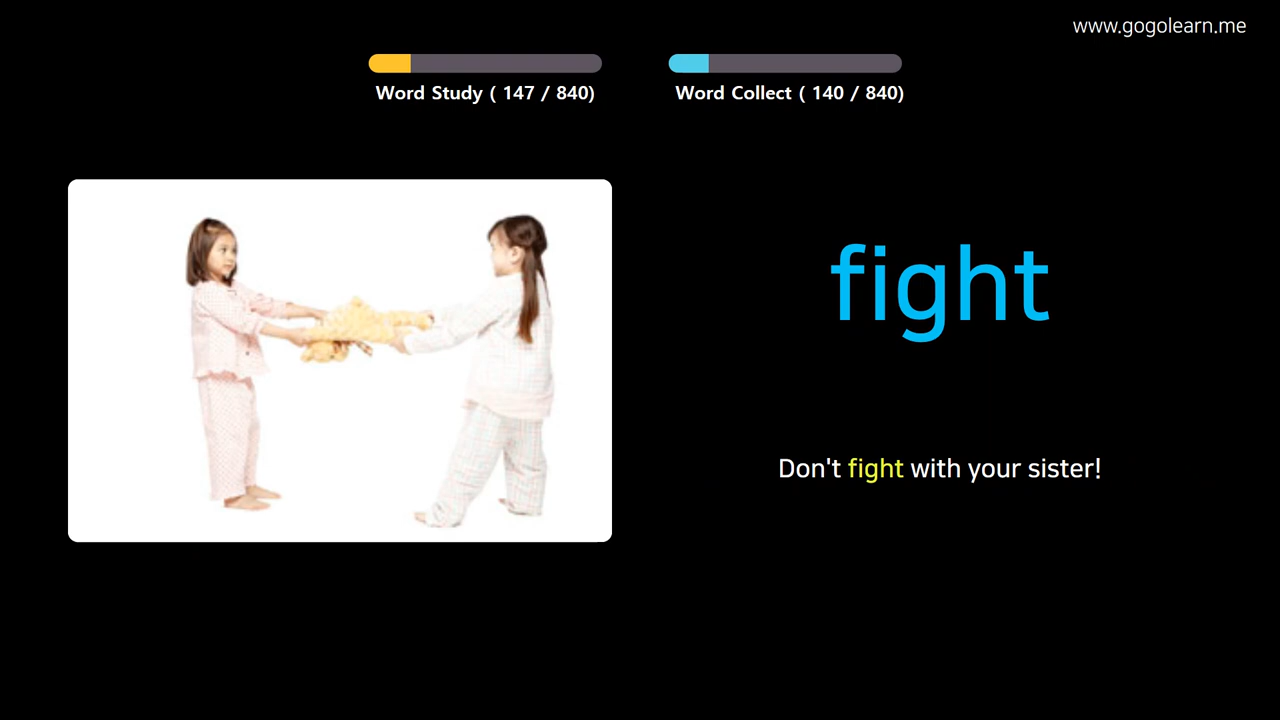 www.gogolearn.me
Word Study ( 147 / 840)
Word Collect ( 140 / 840)
fight
Don't fight with your sister!